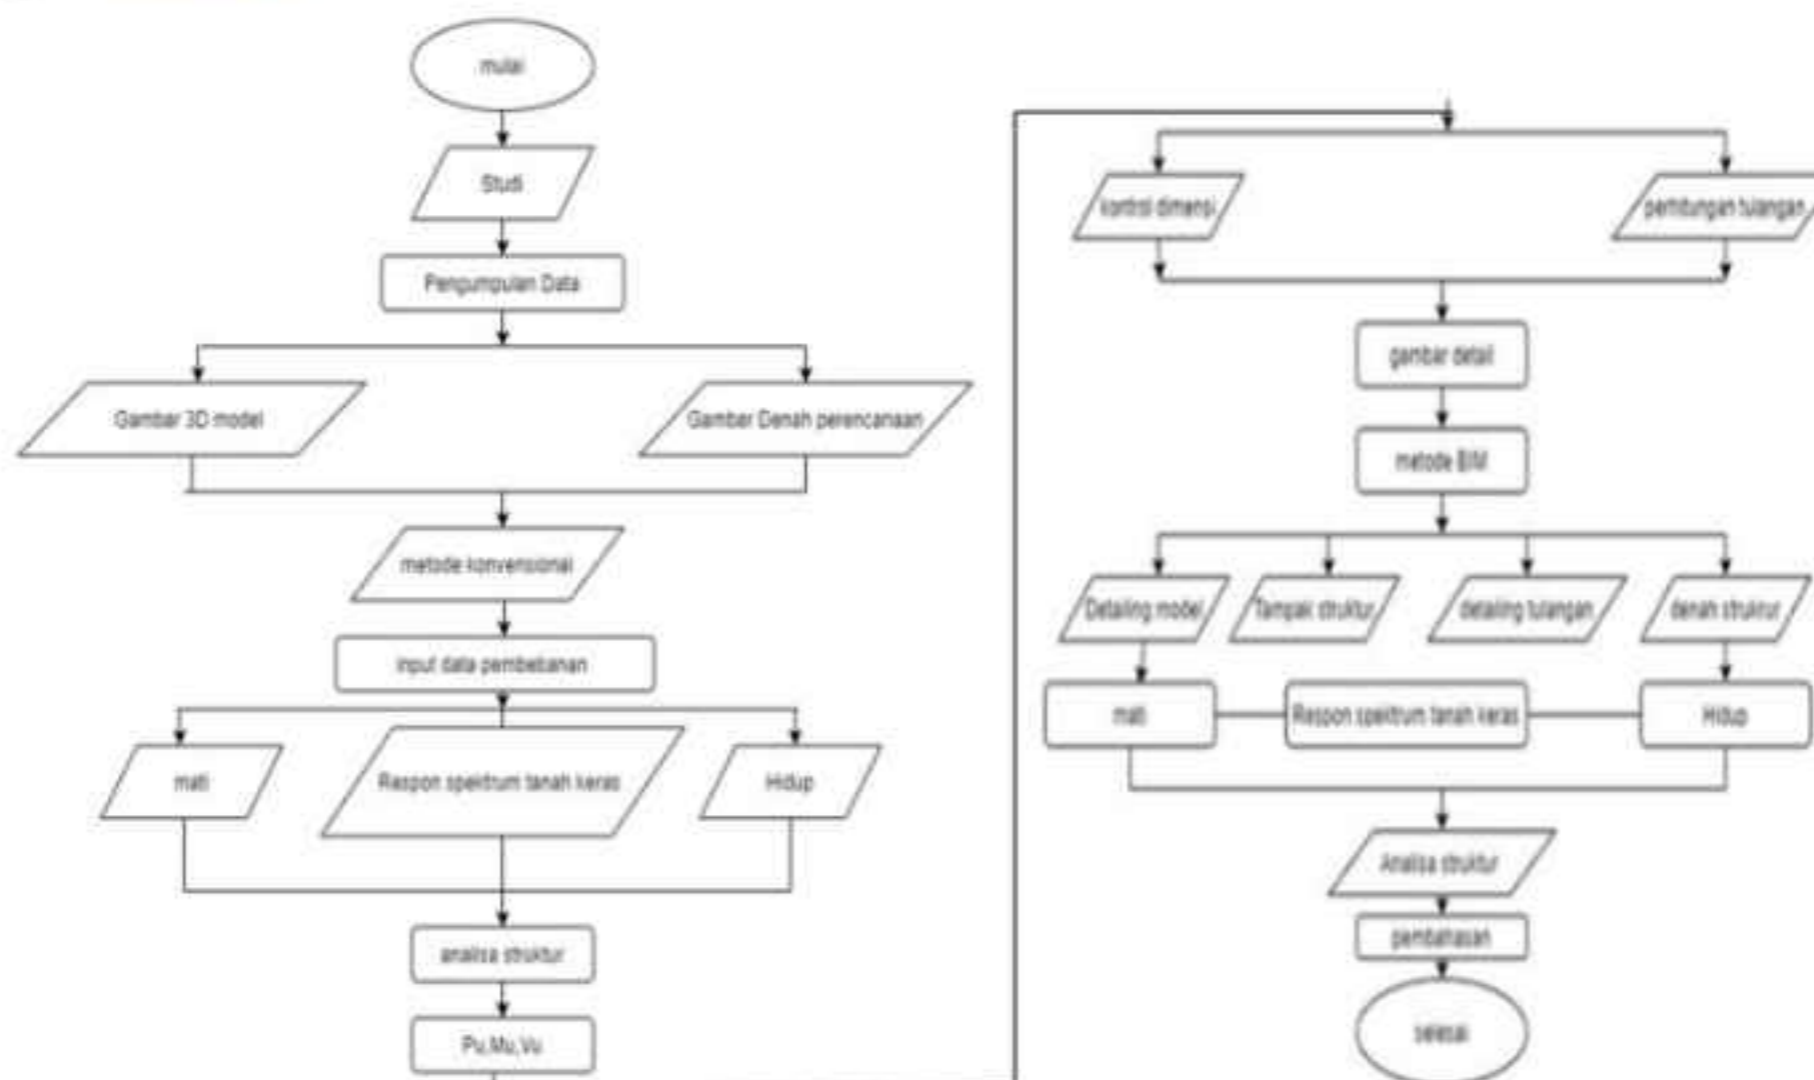 mulai
Studi
Pengumpulan Data
Gambar 3D model
Gambar Denah perencanaan
metode konvensional
input data pembebanan
mati
Respon spektrum tanah keras
Hidup
analisa struktur
Pu,Mu,Vu
kontrol dimensi
perhitungan tulangan
gambar detail
metode BIM
Detailing model
Tampak struktur
detailing tulangan
denah struktur
mati
Respon spektrum tanah keras
Hidup
Analisa struktur
pembahasan
selesai